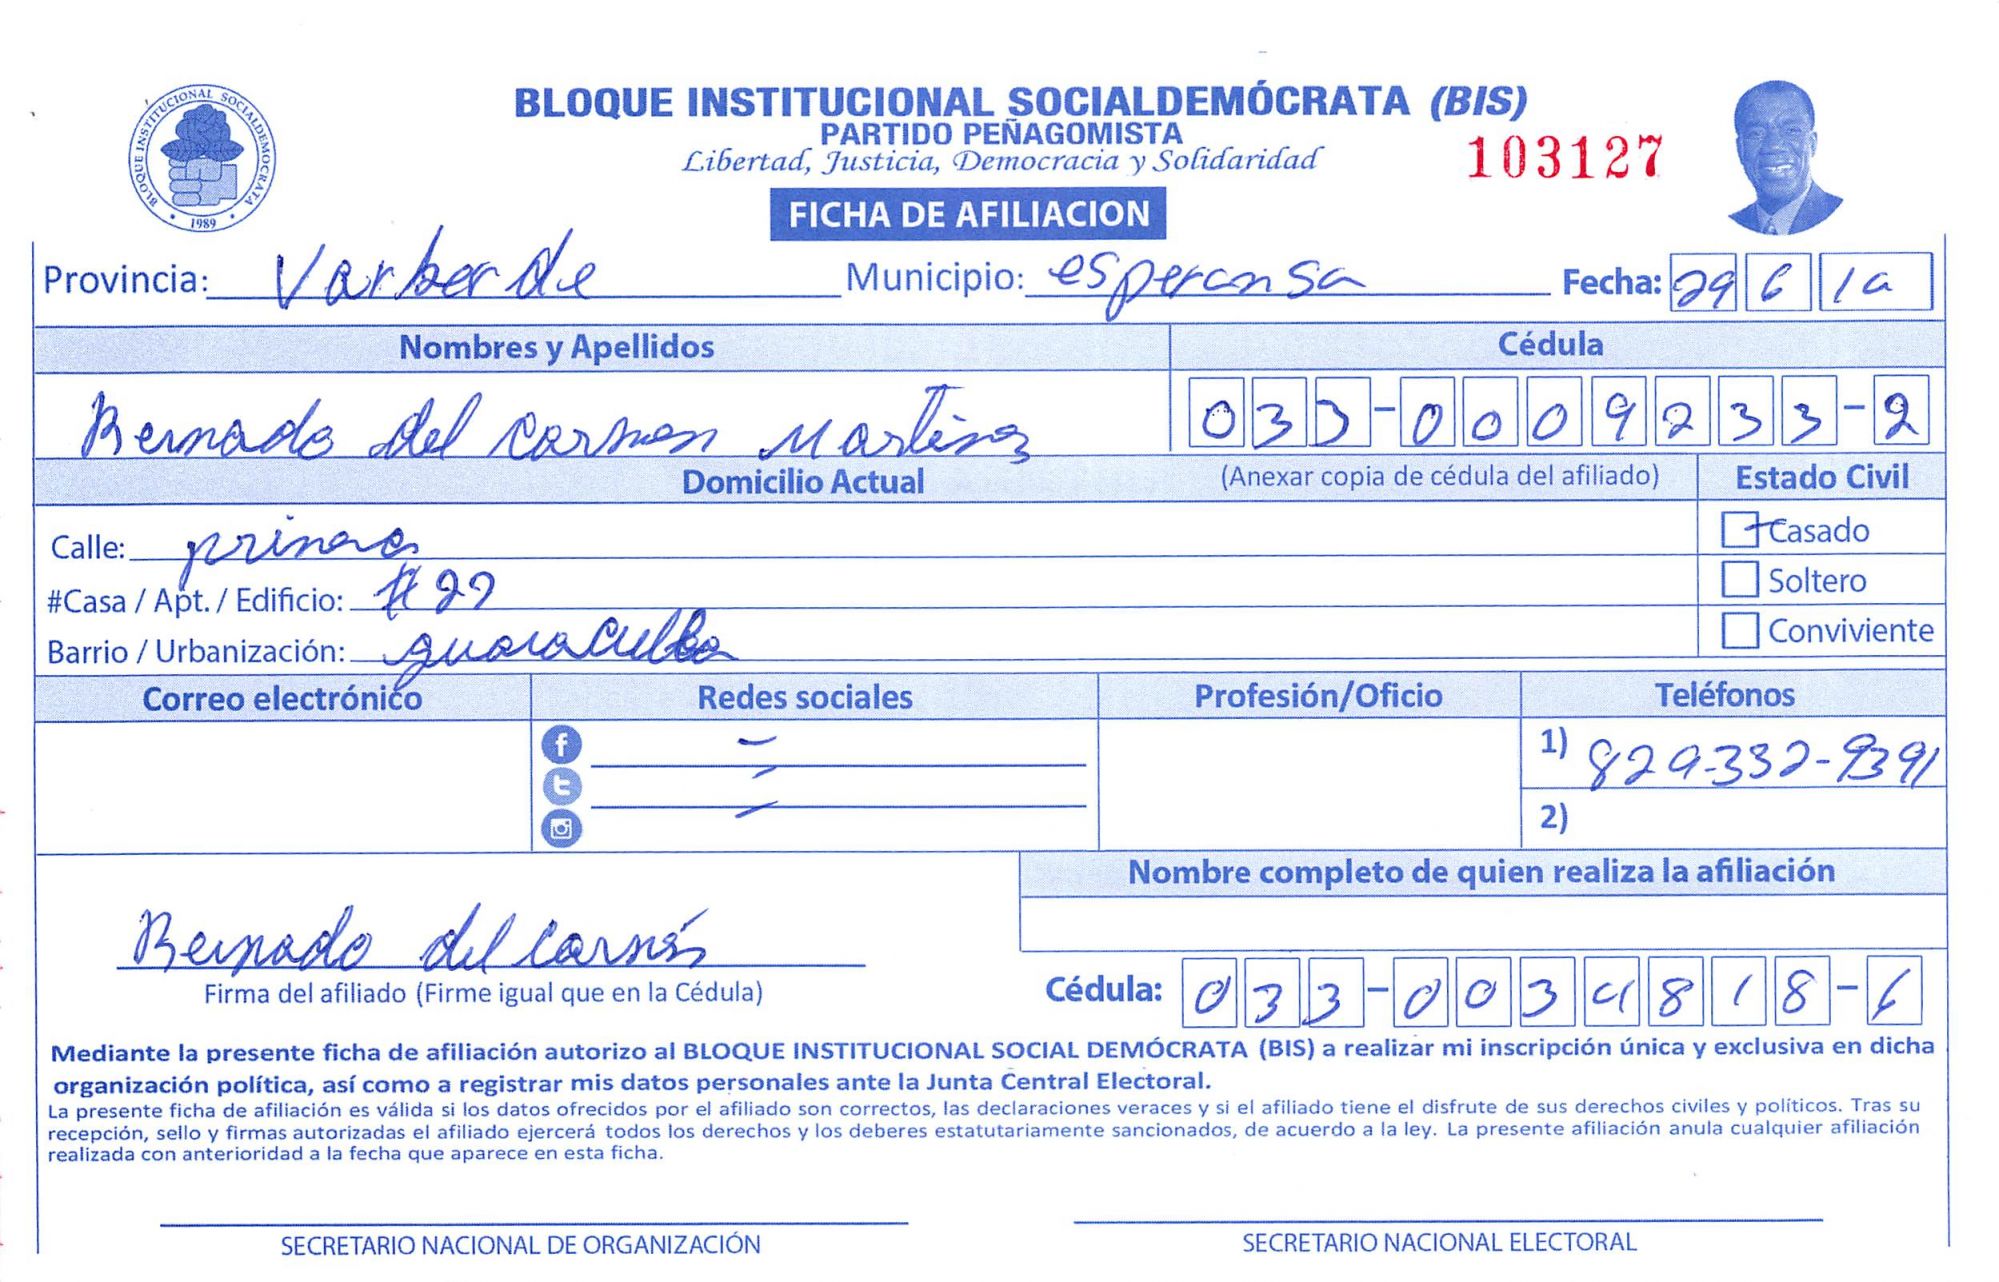 BLOQUE INSTITUCIONAL SOCIALDEMÓCRATA (BIS)
PARTIDO PEÑAGOMISTA
Libertad, Justicia, Democracia y Solidaridad
103127
BLOQUE INSTITUCIONAL SOCIALDEMOCRATA
1989
FICHA DE AFILIACION
Provincia: Varberde Municipio: esperansa Fecha: 29 6 19
Nombres y Apellidos Cédula
Bernado del carmen Martines 033-0009233-2
Domicilio Actual (Anexar copia de cédula del afiliado) Estado Civil
Calle: Casado
#Casa / Apt. / Edificio: #27 Soltero
Barrio / Urbanización: Conviviente
Correo electrónico Redes sociales Profesión/Oficio Teléfonos
1) 829-332-9391
2)
Nombre completo de quien realiza la afiliación
Bernado del Carmen
Firma del afiliado (Firme igual que en la Cédula) Cédula: 033-0034818-6
Mediante la presente ficha de afiliación autorizo al BLOQUE INSTITUCIONAL SOCIAL DEMÓCRATA (BIS) a realizar mi inscripción única y exclusiva en dicha
organización política, así como a registrar mis datos personales ante la Junta Central Electoral.
La presente ficha de afiliación es válida si los datos ofrecidos por el afiliado son correctos, las declaraciones veraces y si el afiliado tiene el disfrute de sus derechos civiles y políticos. Tras su
recepción, sello y firmas autorizadas el afiliado ejercerá todos los derechos y los deberes estatutariamente sancionados, de acuerdo a la ley. La presente afiliación anula cualquier afiliación
realizada con anterioridad a la fecha que aparece en esta ficha.
SECRETARIO NACIONAL DE ORGANIZACIÓN SECRETARIO NACIONAL ELECTORAL